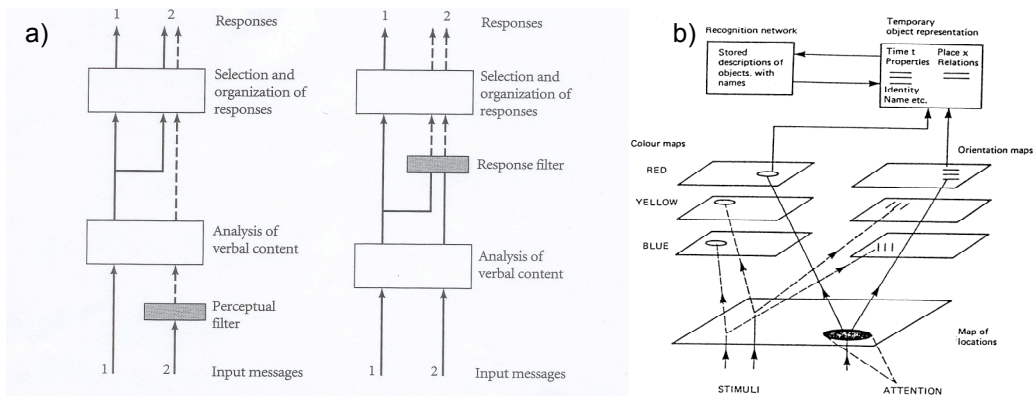 a)
1 2 Responses
Selection and
organization of
responses
Analysis of
verbal content
Perceptual
filter
1 2 Input messages
1 2 Responses
Selection and
organization of
responses
Response filter
Analysis of
verbal content
1 2 Input messages
b)
Recognition network
Stored
descriptions of
objects, with
names
Temporary
object representation
Time t Place x
Properties Relations
Identity
Name etc.
Colour maps
Orientation maps
RED
YELLOW
BLUE
Map of
locations
STIMULI
ATTENTION